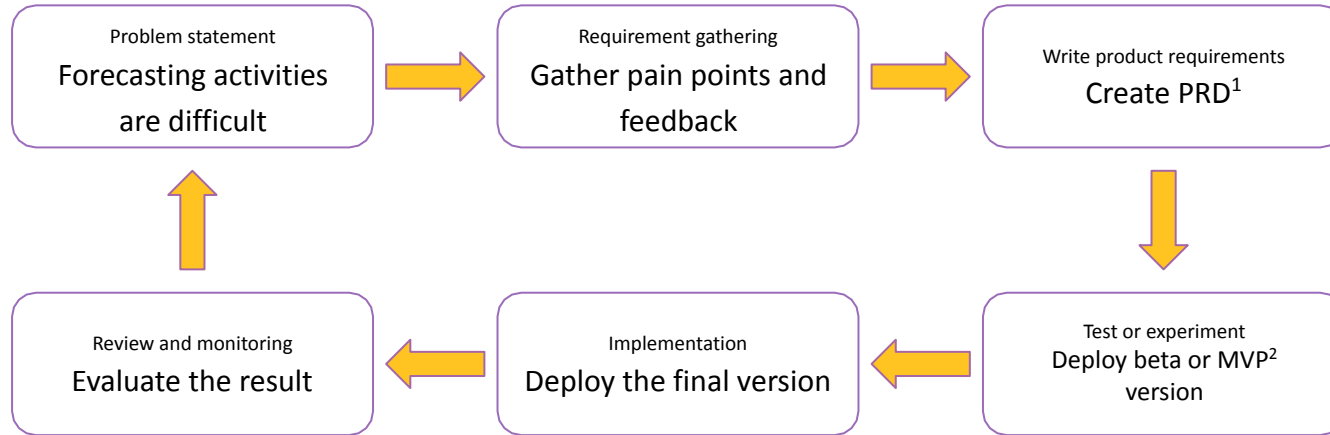 Problem statement
Forecasting activities
are difficult
Requirement gathering
Gather pain points and
feedback
Write product requirements
Create PRD¹
Review and monitoring
Evaluate the result
Implementation
Deploy the final version
Test or experiment
Deploy beta or MVP²
version